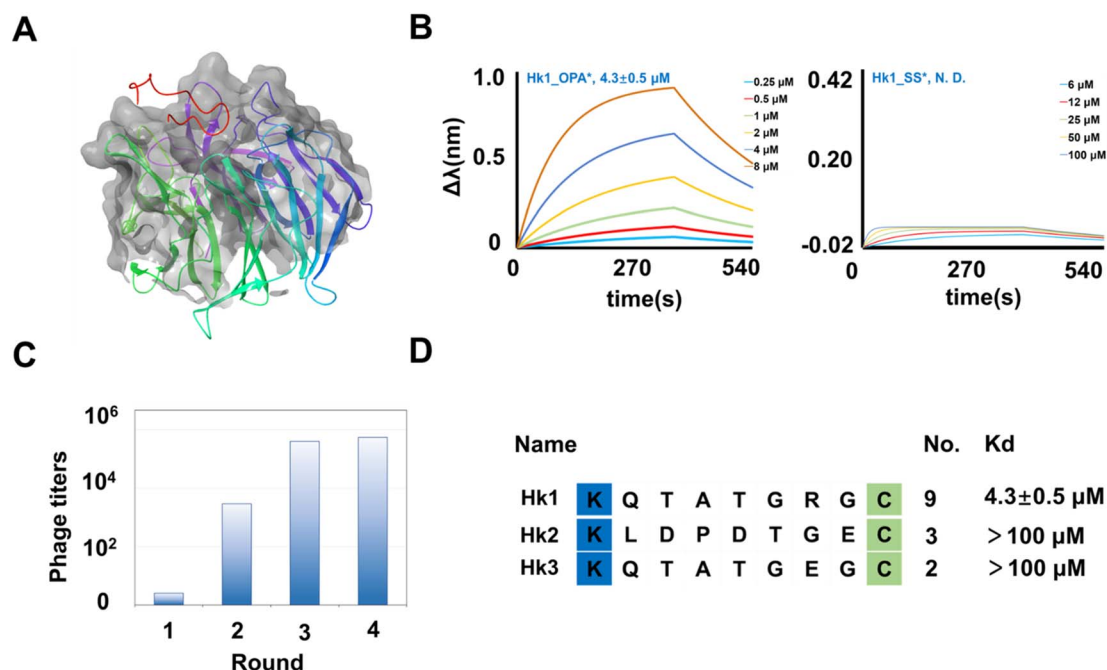 A
B
1.0
0.5
0
Δλ(nm)
Hk1_OPA*, 4.3±0.5 μM
0.25 μM
0.5 μM
1 μM
2 μM
4 μM
8 μM
0 270 540
time(s)
0.42
0.20
-0.02
Hk1_SS*, N. D.
6 μM
12 μM
25 μM
50 μM
100 μM
0 270 540
time(s)
C
Phage titers
10⁶
10⁴
10²
0
1 2 3 4
Round
D
Name No. Kd
Hk1 K Q T A T G R G C 9 4.3±0.5 μM
Hk2 K L D P D T G E C 3 >100 μM
Hk3 K Q T A T G E G C 2 >100 μM